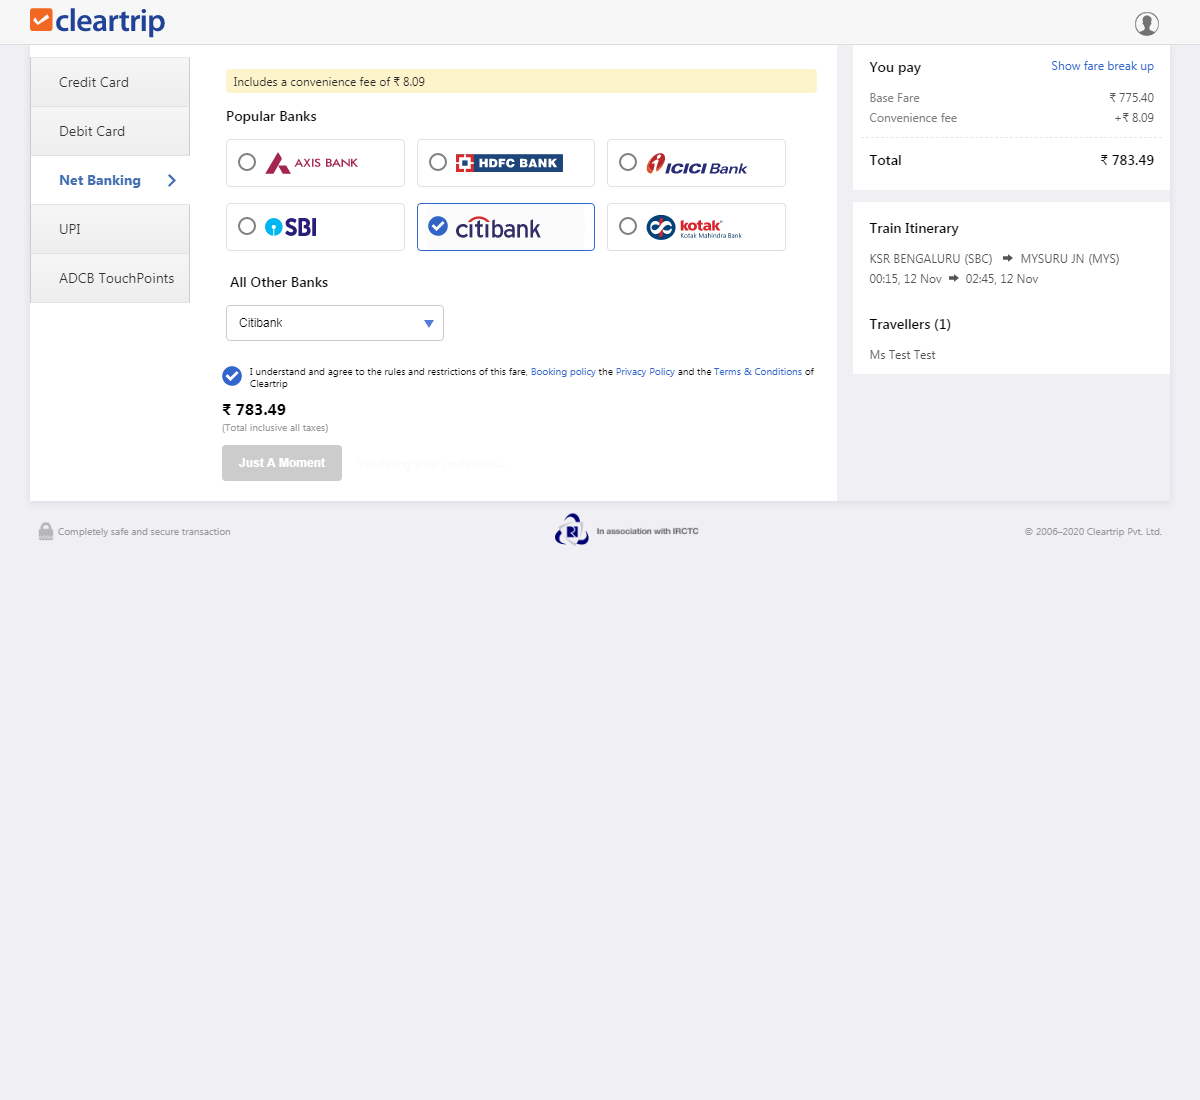 cleartrip
Credit Card
Debit Card
Net Banking
UPI
ADCB TouchPoints
Includes a convenience fee of ₹ 8.09
Popular Banks
AXIS BANK
HDFC BANK
ICICI Bank
SBI
citibank
kotak
Kotak Mahindra Bank
All Other Banks
Citibank
I understand and agree to the rules and restrictions of this fare, Booking policy the Privacy Policy and the Terms & Conditions of
Cleartrip
₹ 783.49
(Total inclusive all taxes)
Just A Moment
You pay
Show fare break up
Base Fare ₹ 775.40
Convenience fee +₹ 8.09
Total ₹ 783.49
Train Itinerary
KSR BENGALURU (SBC) ➡ MYSURU JN (MYS)
00:15, 12 Nov ➡ 02:45, 12 Nov
Travellers (1)
Ms Test Test
Completely safe and secure transaction
In association with IRCTC
© 2006–2020 Cleartrip Pvt. Ltd.